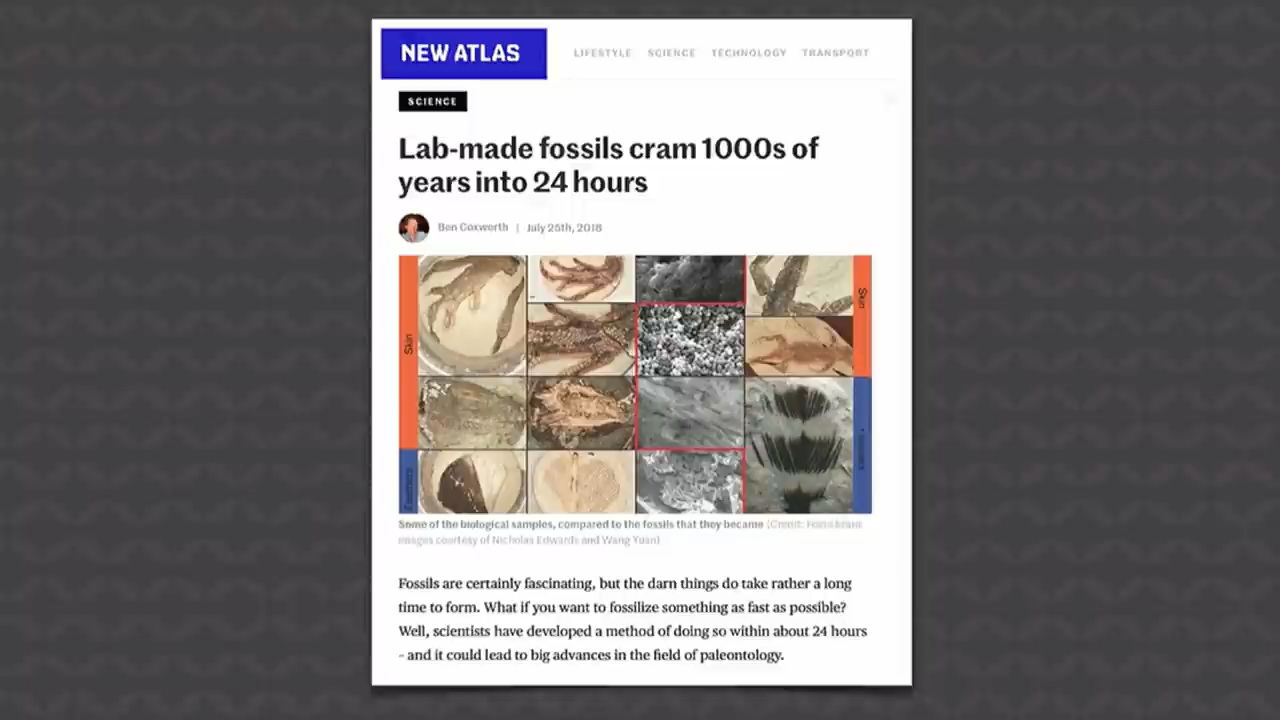 NEW ATLAS
LIFESTYLE SCIENCE TECHNOLOGY TRANSPORT
SCIENCE
Lab-made fossils cram 1000s of
years into 24 hours
Ben Coxworth | July 25th, 2018
Skin
Skin
Feathers
Some of the biological samples, compared to the fossils that they became (Credit:
images courtesy of Nicholas Edwards and Wang Yuan)
Fossils are certainly fascinating, but the darn things do take rather a long
time to form. What if you want to fossilize something as fast as possible?
Well, scientists have developed a method of doing so within about 24 hours
– and it could lead to big advances in the field of paleontology.